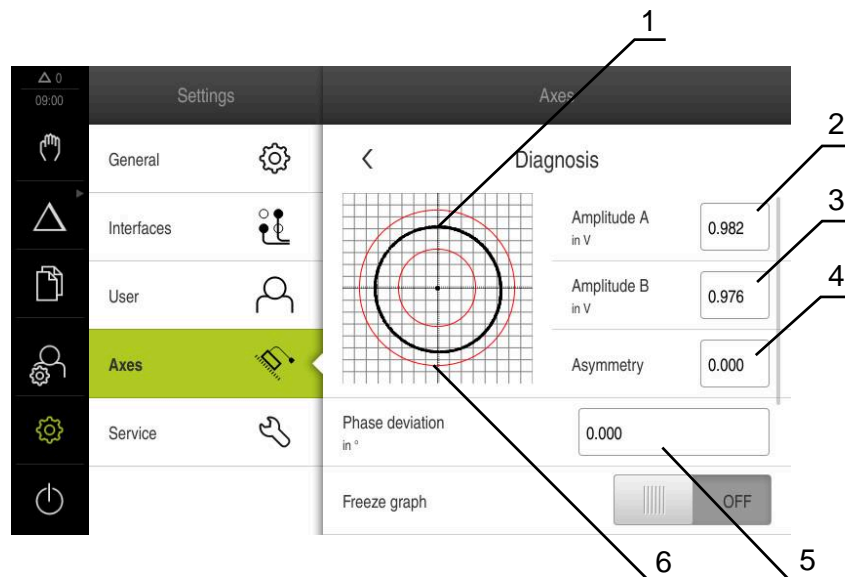 1
△ 0
09:00
Settings
Axes
General
Interfaces
User
Axes
Service
Diagnosis
Amplitude A
in V
0.982
2
Amplitude B
in V
0.976
3
Asymmetry
0.000
4
Phase deviation
in °
0.000
Freeze graph
OFF
6
5